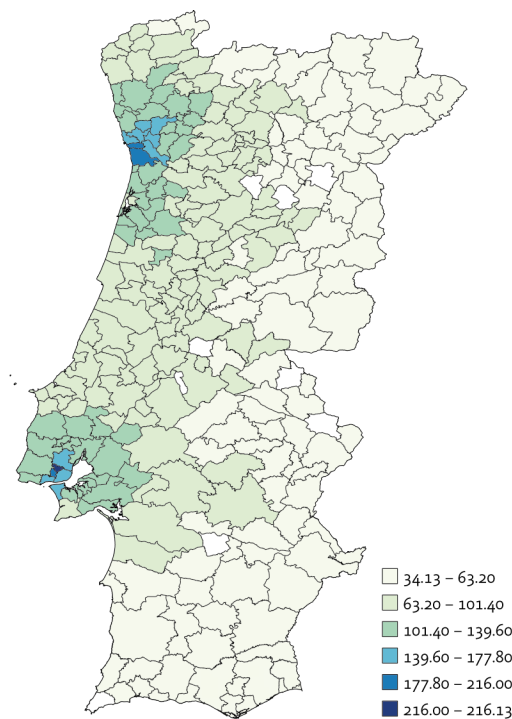 34.13 – 63.20
63.20 – 101.40
101.40 – 139.60
139.60 – 177.80
177.80 – 216.00
216.00 – 216.13